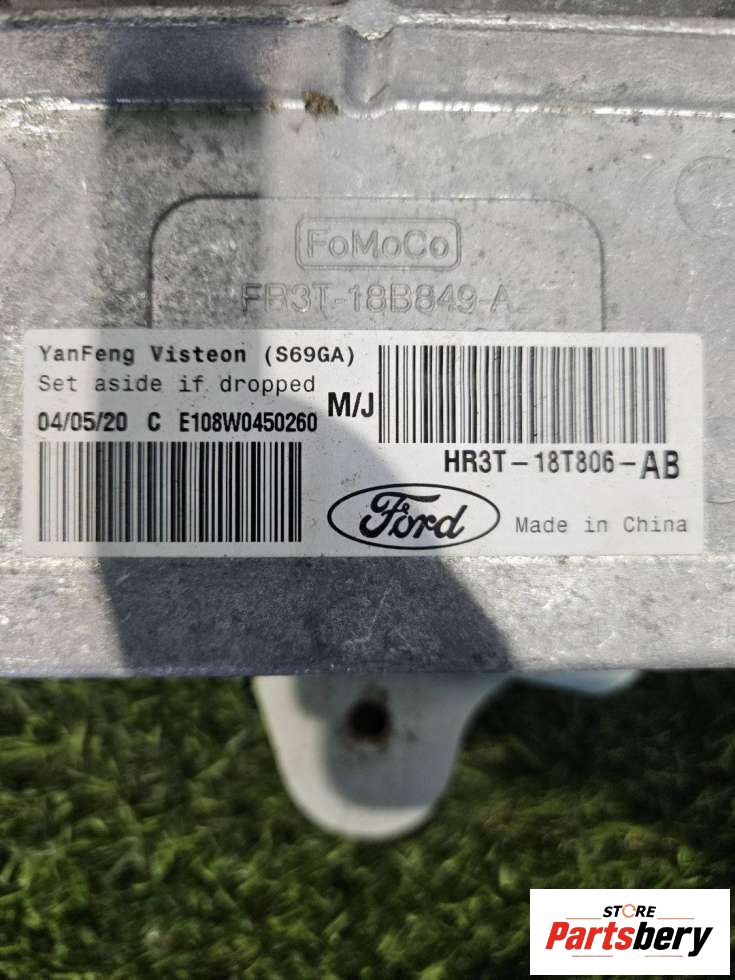 FoMoCo
FR3T-18B849-A
YanFeng Visteon (S69GA)
Set aside if dropped
M/J
04/05/20 C E108W0450260
HR3T-18T806-AB
Ford
Made in China
STORE
Partsbery